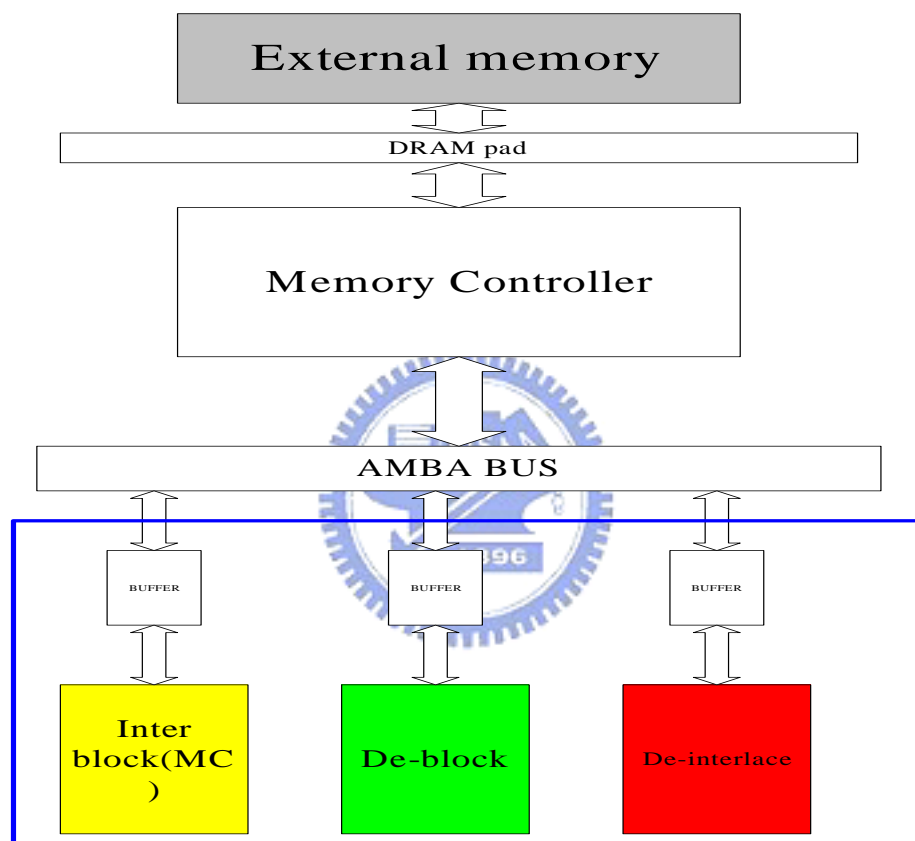 External memory
DRAM pad
Memory Controller
AMBA BUS
BUFFER
BUFFER
BUFFER
Inter
block(MC
)
De-block
De-interlace